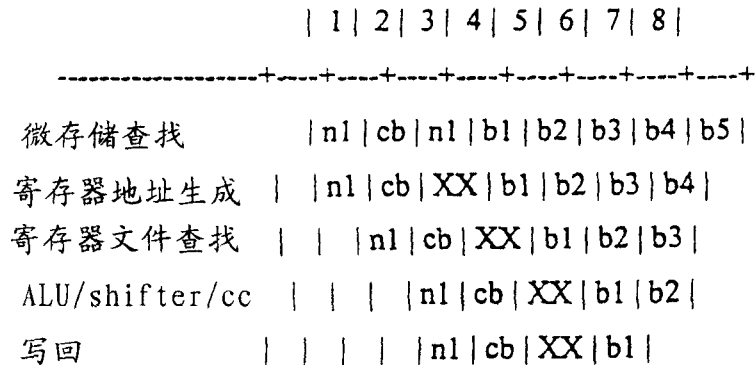 | 1 | 2 | 3 | 4 | 5 | 6 | 7 | 8 |
-------------------+----+----+----+----+----+----+----+----+
微存储查找 | n1 | cb | n1 | b1 | b2 | b3 | b4 | b5 |
寄存器地址生成 | | n1 | cb | XX | b1 | b2 | b3 | b4 |
寄存器文件查找 | | | n1 | cb | XX | b1 | b2 | b3 |
ALU/shifter/cc | | | | n1 | cb | XX | b1 | b2 |
写回 | | | | | n1 | cb | XX | b1 |